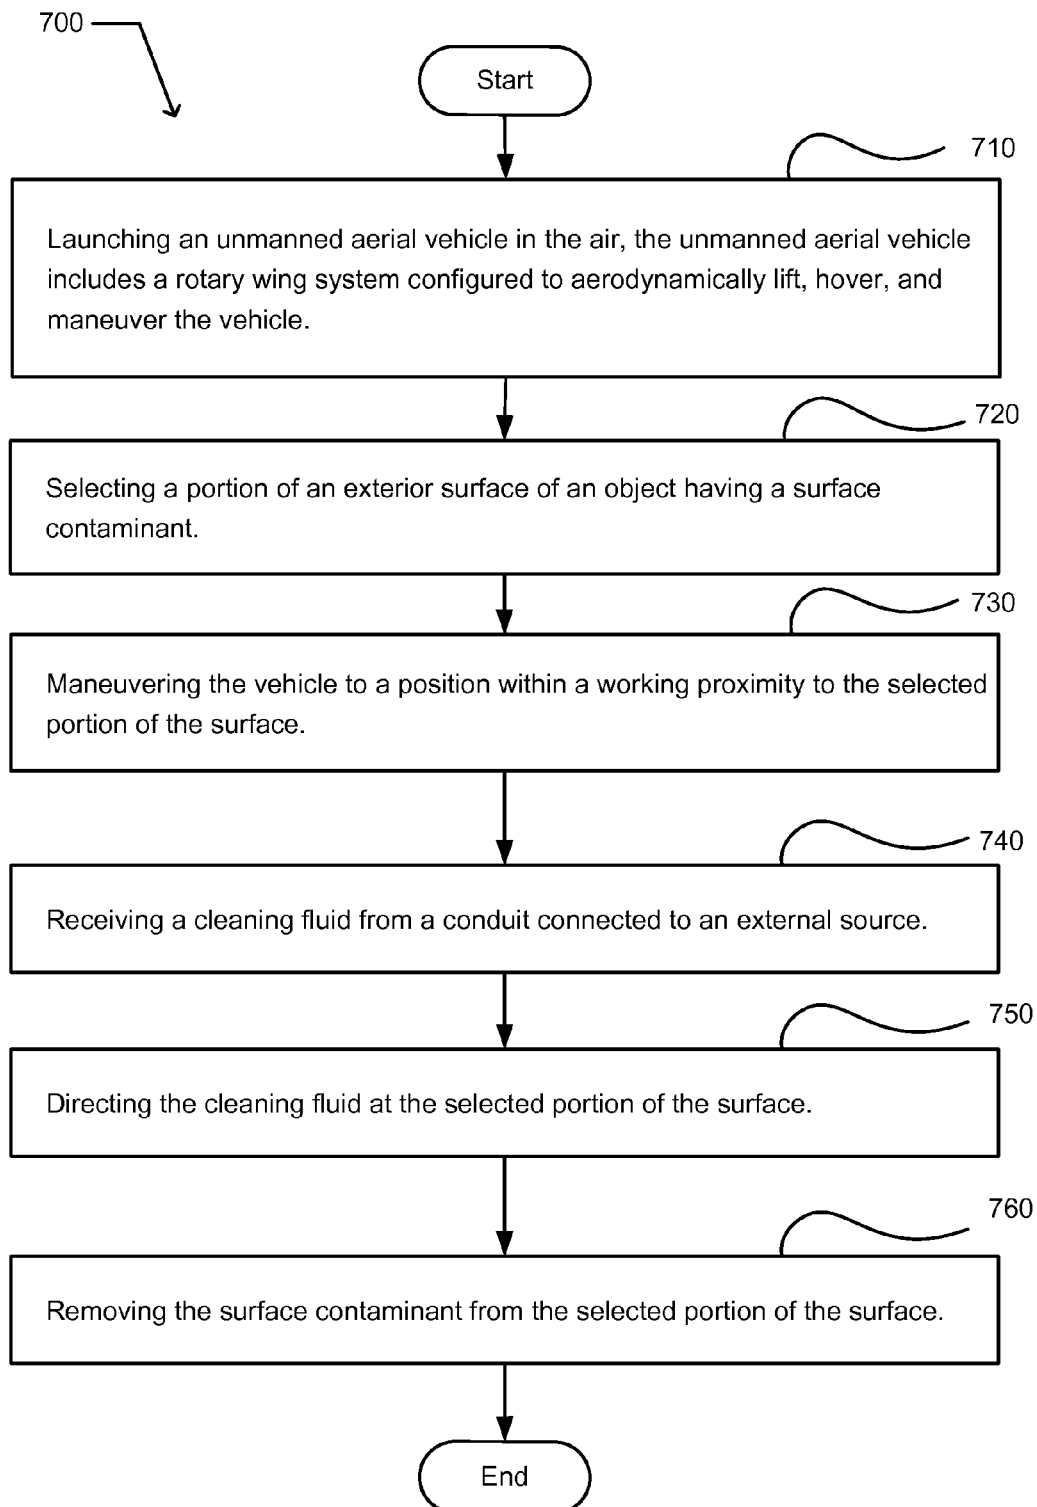 700
Start
710
Launching an unmanned aerial vehicle in the air, the unmanned aerial vehicle
includes a rotary wing system configured to aerodynamically lift, hover, and
maneuver the vehicle.
720
Selecting a portion of an exterior surface of an object having a surface
contaminant.
730
Maneuvering the vehicle to a position within a working proximity to the selected
portion of the surface.
740
Receiving a cleaning fluid from a conduit connected to an external source.
750
Directing the cleaning fluid at the selected portion of the surface.
760
Removing the surface contaminant from the selected portion of the surface.
End